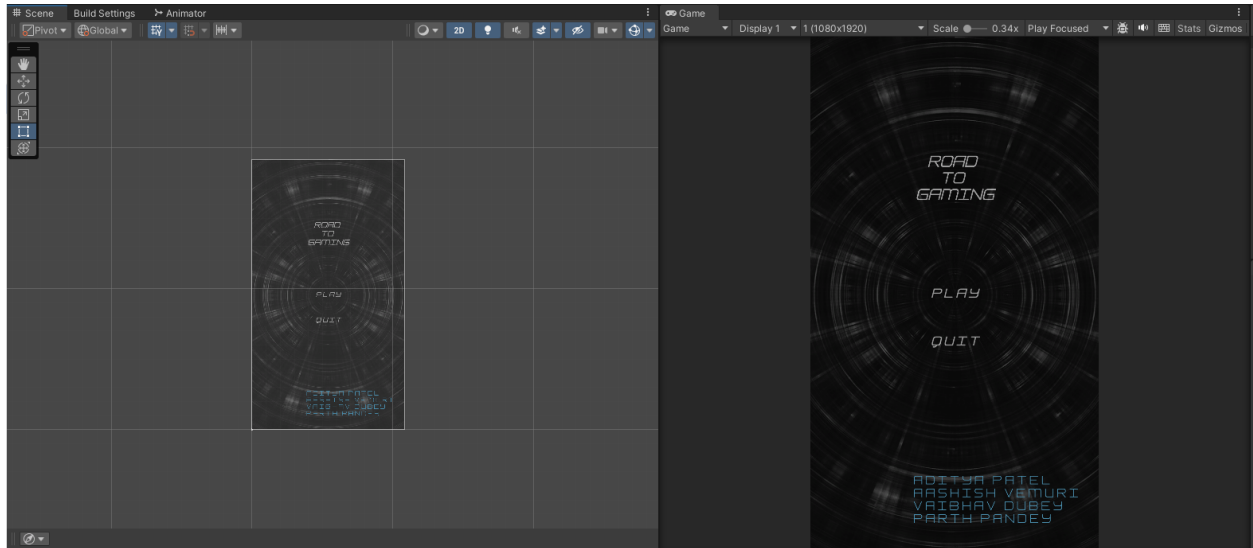 Scene Build Settings Animator
Pivot Global
2D
ROAD
TO
GAMING
PLAY
QUIT
VAIBHAV DUBEY
Game
Game Display 1 1 (1080x1920) Scale 0.34x Play Focused Stats Gizmos
ROAD
TO
GAMING
PLAY
QUIT
ADITYA PATEL
AASHISH VEMURI
VAIBHAV DUBEY
PARTH PANDEY